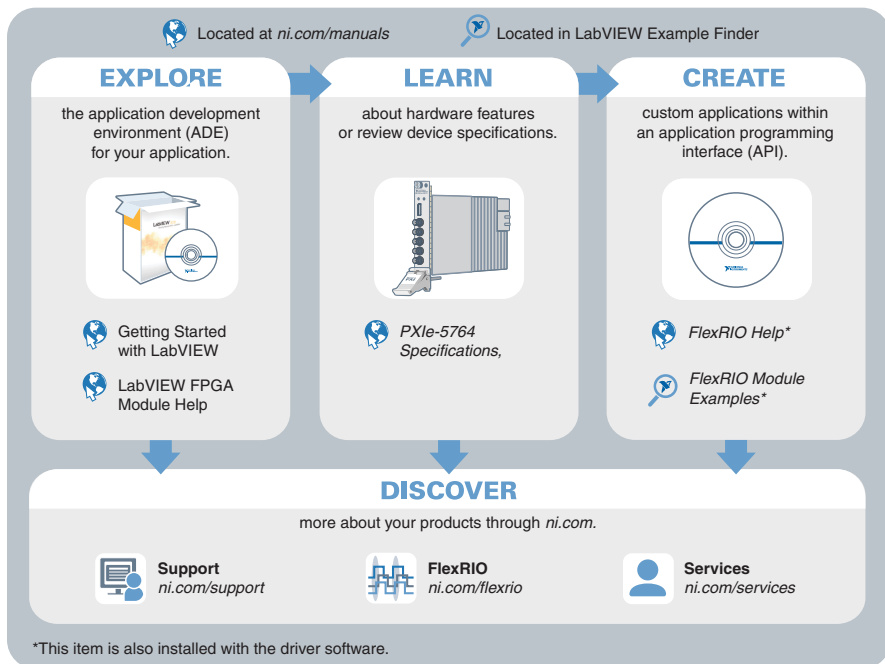 Located at ni.com/manuals
Located in LabVIEW Example Finder
EXPLORE
the application development
environment (ADE)
for your application.
LabVIEW
Getting Started
with LabVIEW
LabVIEW FPGA
Module Help
LEARN
about hardware features
or review device specifications.
PXIe-5764
Specifications,
CREATE
custom applications within
an application programming
interface (API).
FlexRIO Help*
FlexRIO Module
Examples*
DISCOVER
more about your products through ni.com.
Support
ni.com/support
FlexRIO
ni.com/flexrio
Services
ni.com/services
*This item is also installed with the driver software.